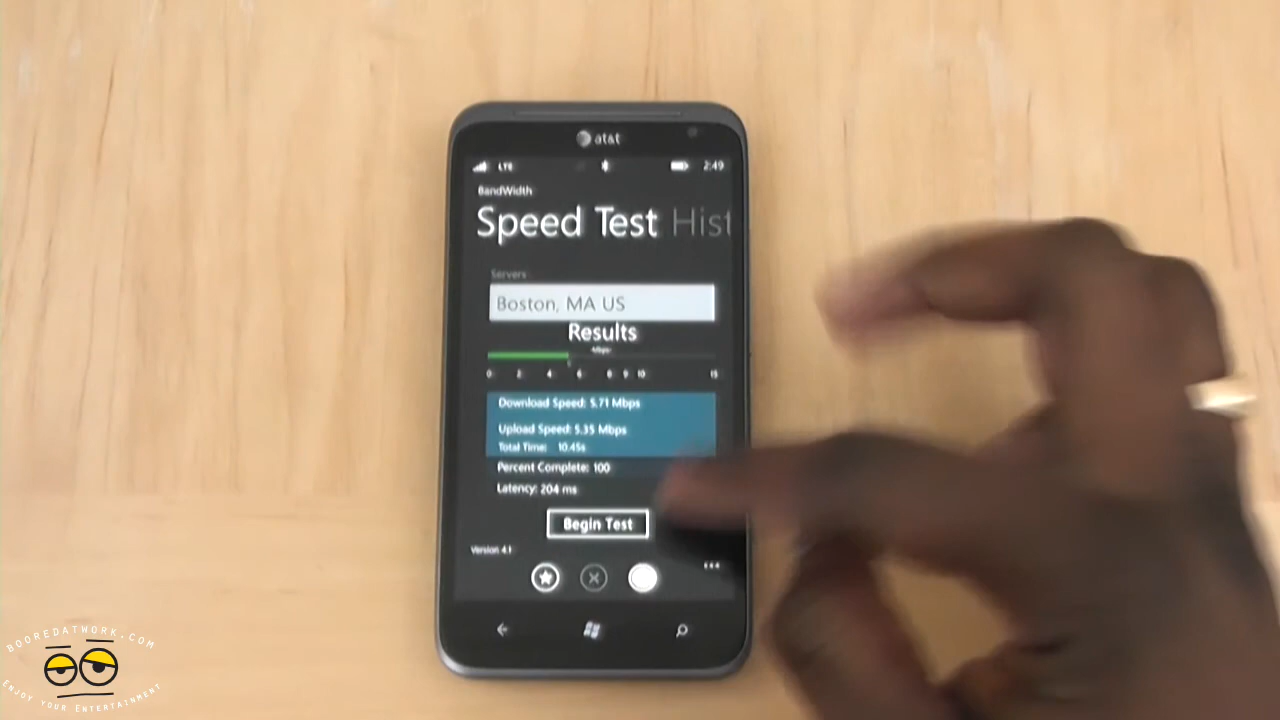 at&t
LTE 2:49
BandWidth
Speed Test Hist
Servers
Boston, MA US
Results
Mbps
0 2 4 6 8 9 10 15
Download Speed: 5.71 Mbps
Upload Speed: 5.35 Mbps
Total Time: 10.45s
Percent Complete: 100
Latency: 204 ms
Begin Test
Version 4.1
BOOREDATWORK.COM
ENJOY YOUR ENTERTAINMENT